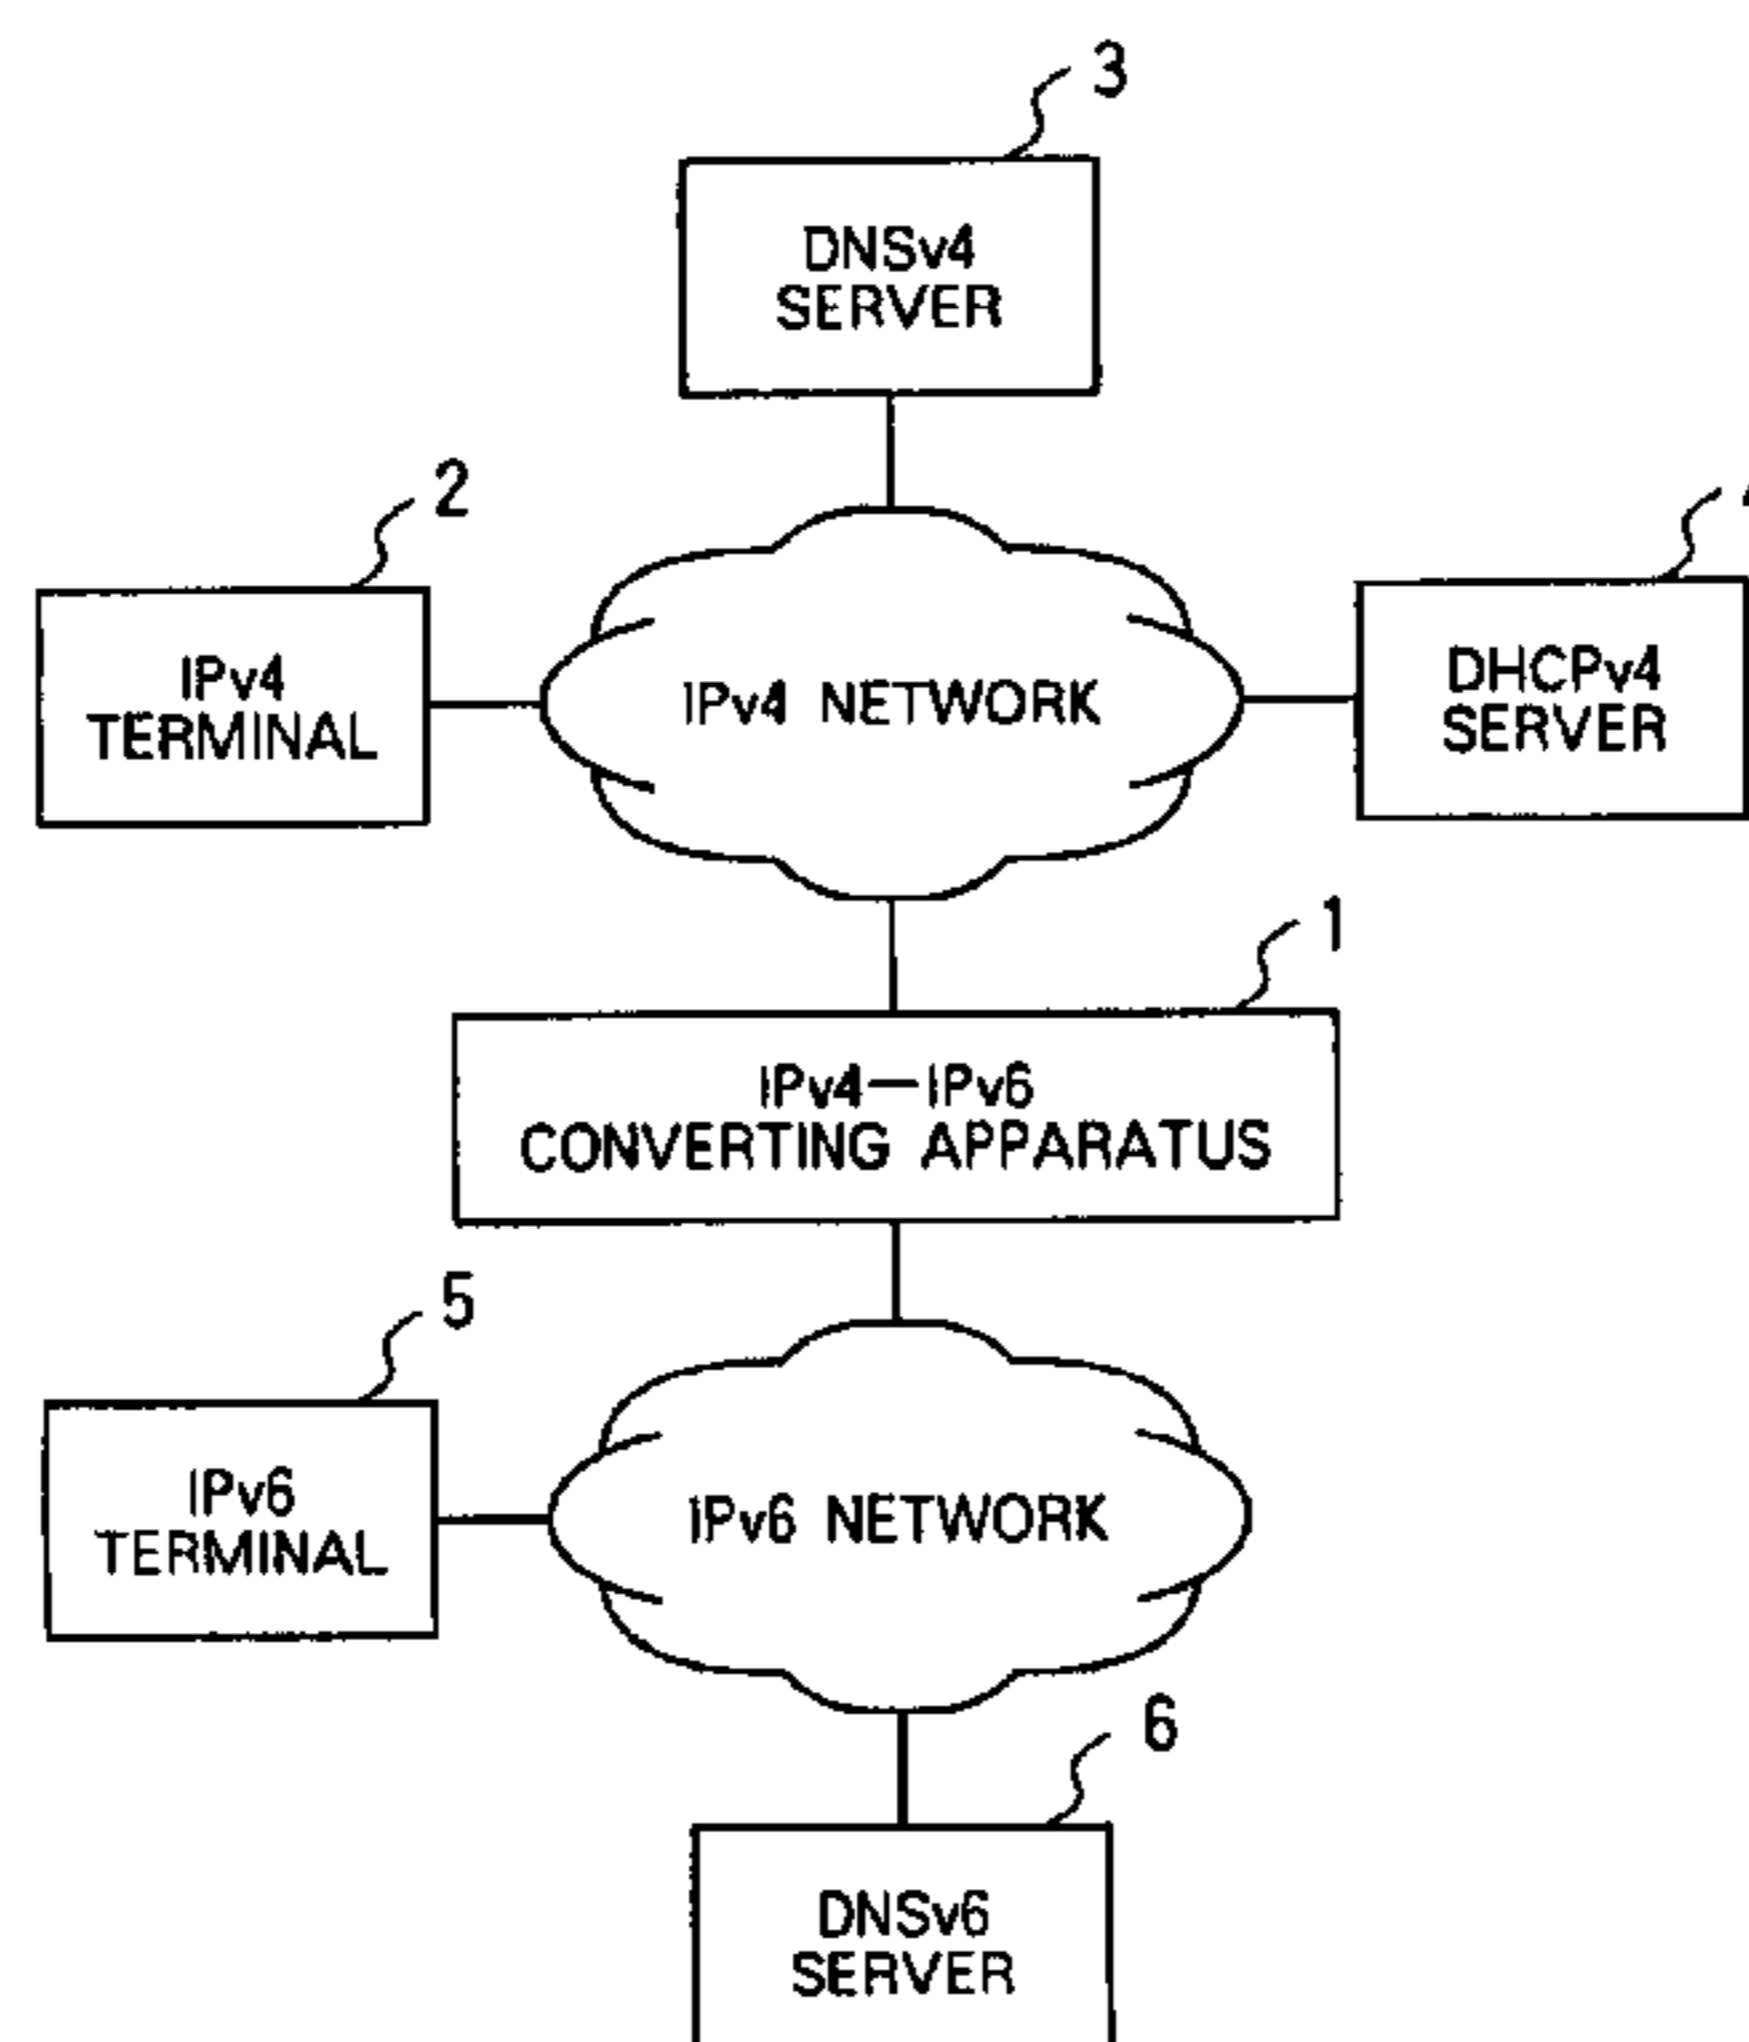 3
DNSv4
SERVER
2
IPv4
TERMINAL
IPv4 NETWORK
DHCPv4
SERVER
1
IPv4—IPv6
CONVERTING APPARATUS
5
IPv6
TERMINAL
IPv6 NETWORK
6
DNSv6
SERVER